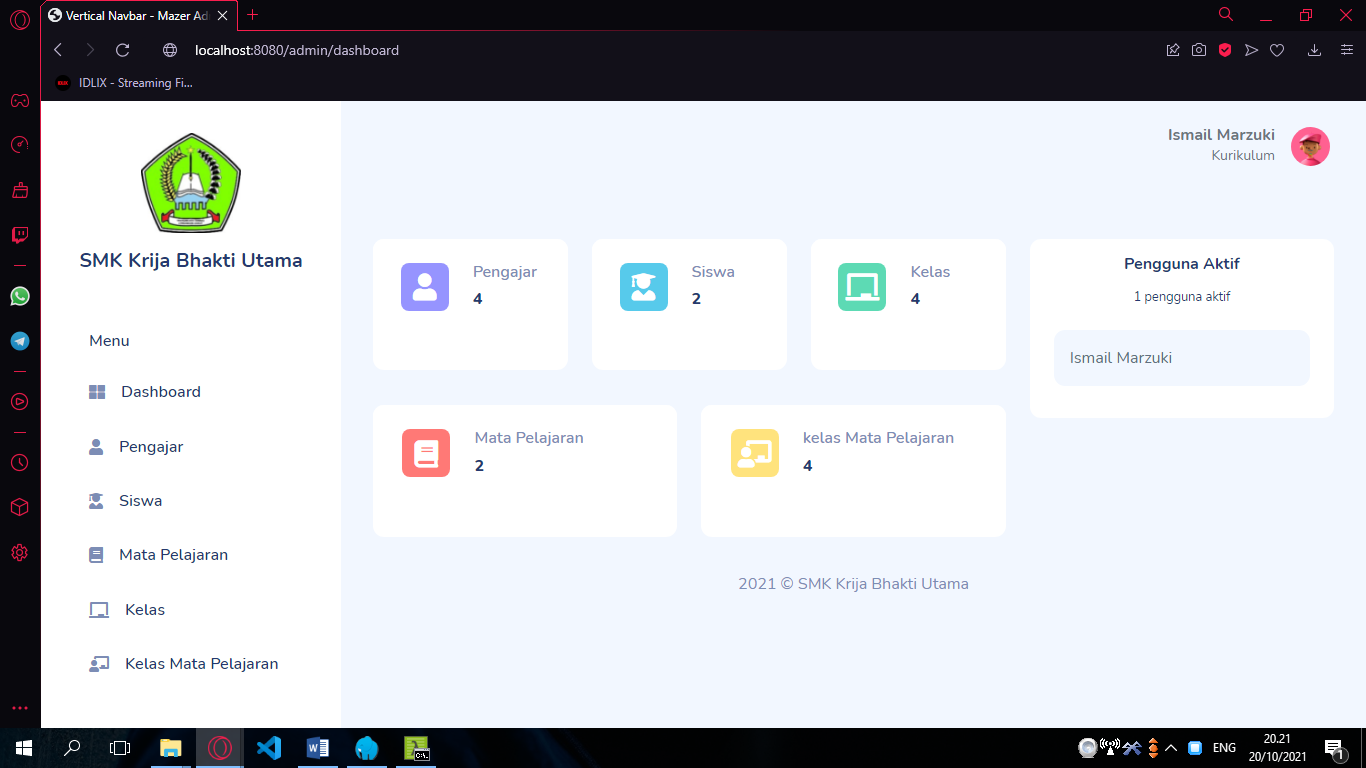 Vertical Navbar - Mazer Ad
localhost:8080/admin/dashboard
IDLIX - Streaming Fi...
SMK Krija Bhakti Utama
Menu
Dashboard
Pengajar
Siswa
Mata Pelajaran
Kelas
Kelas Mata Pelajaran
Ismail Marzuki
Kurikulum
Pengajar
4
Siswa
2
Kelas
4
Mata Pelajaran
2
kelas Mata Pelajaran
4
Pengguna Aktif
1 pengguna aktif
Ismail Marzuki
2021 © SMK Krija Bhakti Utama
ENG
20.21
20/10/2021
1